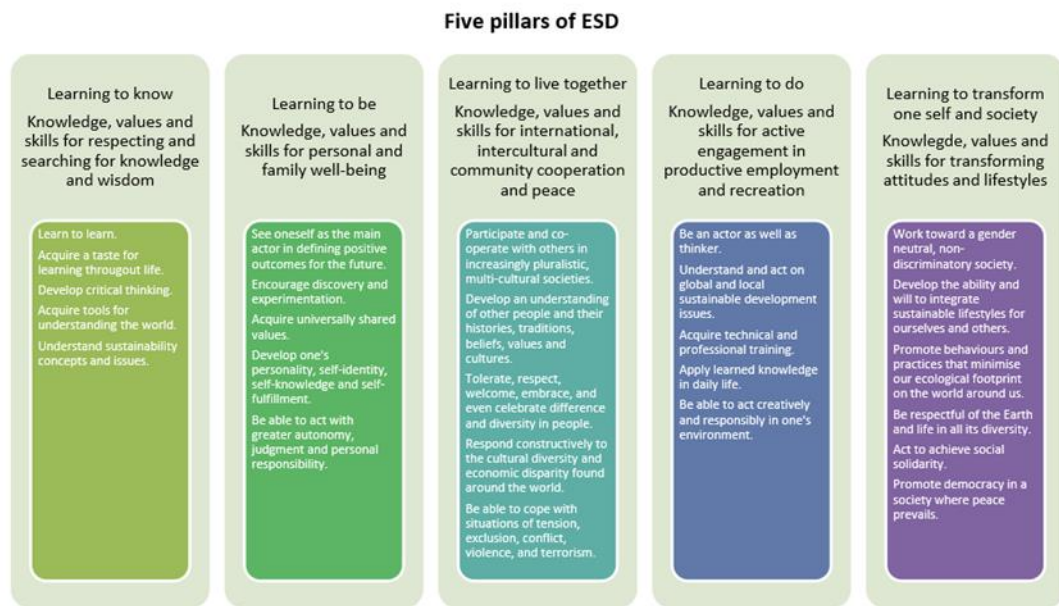 Five pillars of ESD
Learning to know
Knowledge, values and
skills for respecting and
searching for knowledge
and wisdom
Learn to learn.
Acquire a taste for
learning througout life.
Develop critical thinking.
Acquire tools for
understanding the world.
Understand sustainability
concepts and issues.
Learning to be
Knowledge, values and
skills for personal and
family well-being
See oneself as the main
actor in defining positive
outcomes for the future.
Encourage discovery and
experimentation.
Acquire universally shared
values.
Develop one's
personality, self-identity,
self-knowledge and self-
fulfillment.
Be able to act with
greater autonomy,
judgment and personal
responsibility.
Learning to live together
Knowledge, values and
skills for international,
intercultural and
community cooperation
and peace
Participate and co-
operate with others in
increasingly pluralistic,
multi-cultural societies.
Develop an understanding
of other people and their
histories, traditions,
beliefs, values and
cultures.
Tolerate, respect,
welcome, embrace, and
even celebrate difference
and diversity in people.
Respond constructively to
the cultural diversity and
economic disparity found
around the world.
Be able to cope with
situations of tension,
exclusion, conflict,
violence, and terrorism.
Learning to do
Knowledge, values and
skills for active
engagement in
productive employment
and recreation
Be an actor as well as
thinker.
Understand and act on
global and local
sustainable development
issues.
Acquire technical and
professional training.
Apply learned knowledge
in daily life.
Be able to act creatively
and responsibly in one's
environment.
Learning to transform
one self and society
Knowlegde, values and
skills for transforming
attitudes and lifestyles
Work toward a gender
neutral, non-
discriminatory society.
Develop the ability and
will to integrate
sustainable lifestyles for
ourselves and others.
Promote behaviours and
practices that minimise
our ecological footprint
on the world around us.
Be respectful of the Earth
and life in all its diversity.
Act to achieve social
solidarity.
Promote democracy in a
society where peace
prevails.